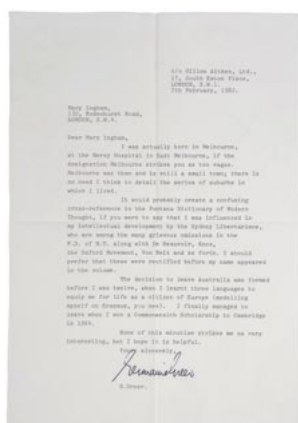 c/o Gillon Aitken, Ltd.,
17, South Eaton Place,
LONDON, S.W.1.
7th February, 1982.
Mary Ingham,
LONDON, S.W.9.
Dear Mary Ingham,
I was actually born in Melbourne,
at the Mercy Hospital in East Melbourne, if the
designation Melbourne strikes you as too vague.
Melbourne was then and is still a small town; there is
no need I think to detail the series of suburbs in
which I lived.
It would probably create a confusing
cross-reference in the Fontana Dictionary of Modern
Thought, if you were to say that I was influenced in
my intellectual development by the Sydney Libertarians,
who are among the many grievous omissions in the
F.D. of M.T. along with De Beauvoir, Knox,
the Oxford Movement, Tom Watt and so forth. I should
prefer that these were rectified before my name appears
in the volume.
The decision to leave Australia was formed
before I was twelve, when I learnt three languages to
equip me for life as a citizen of Europe (modelling
myself on Erasmus, you see). I finally managed to
leave when I won a Commonwealth Scholarship to Cambridge
in 1964.
None of this minutiae strikes me as very
interesting, but I hope it is helpful.
Yours sincerely,
Germaine Greer
G.Greer.